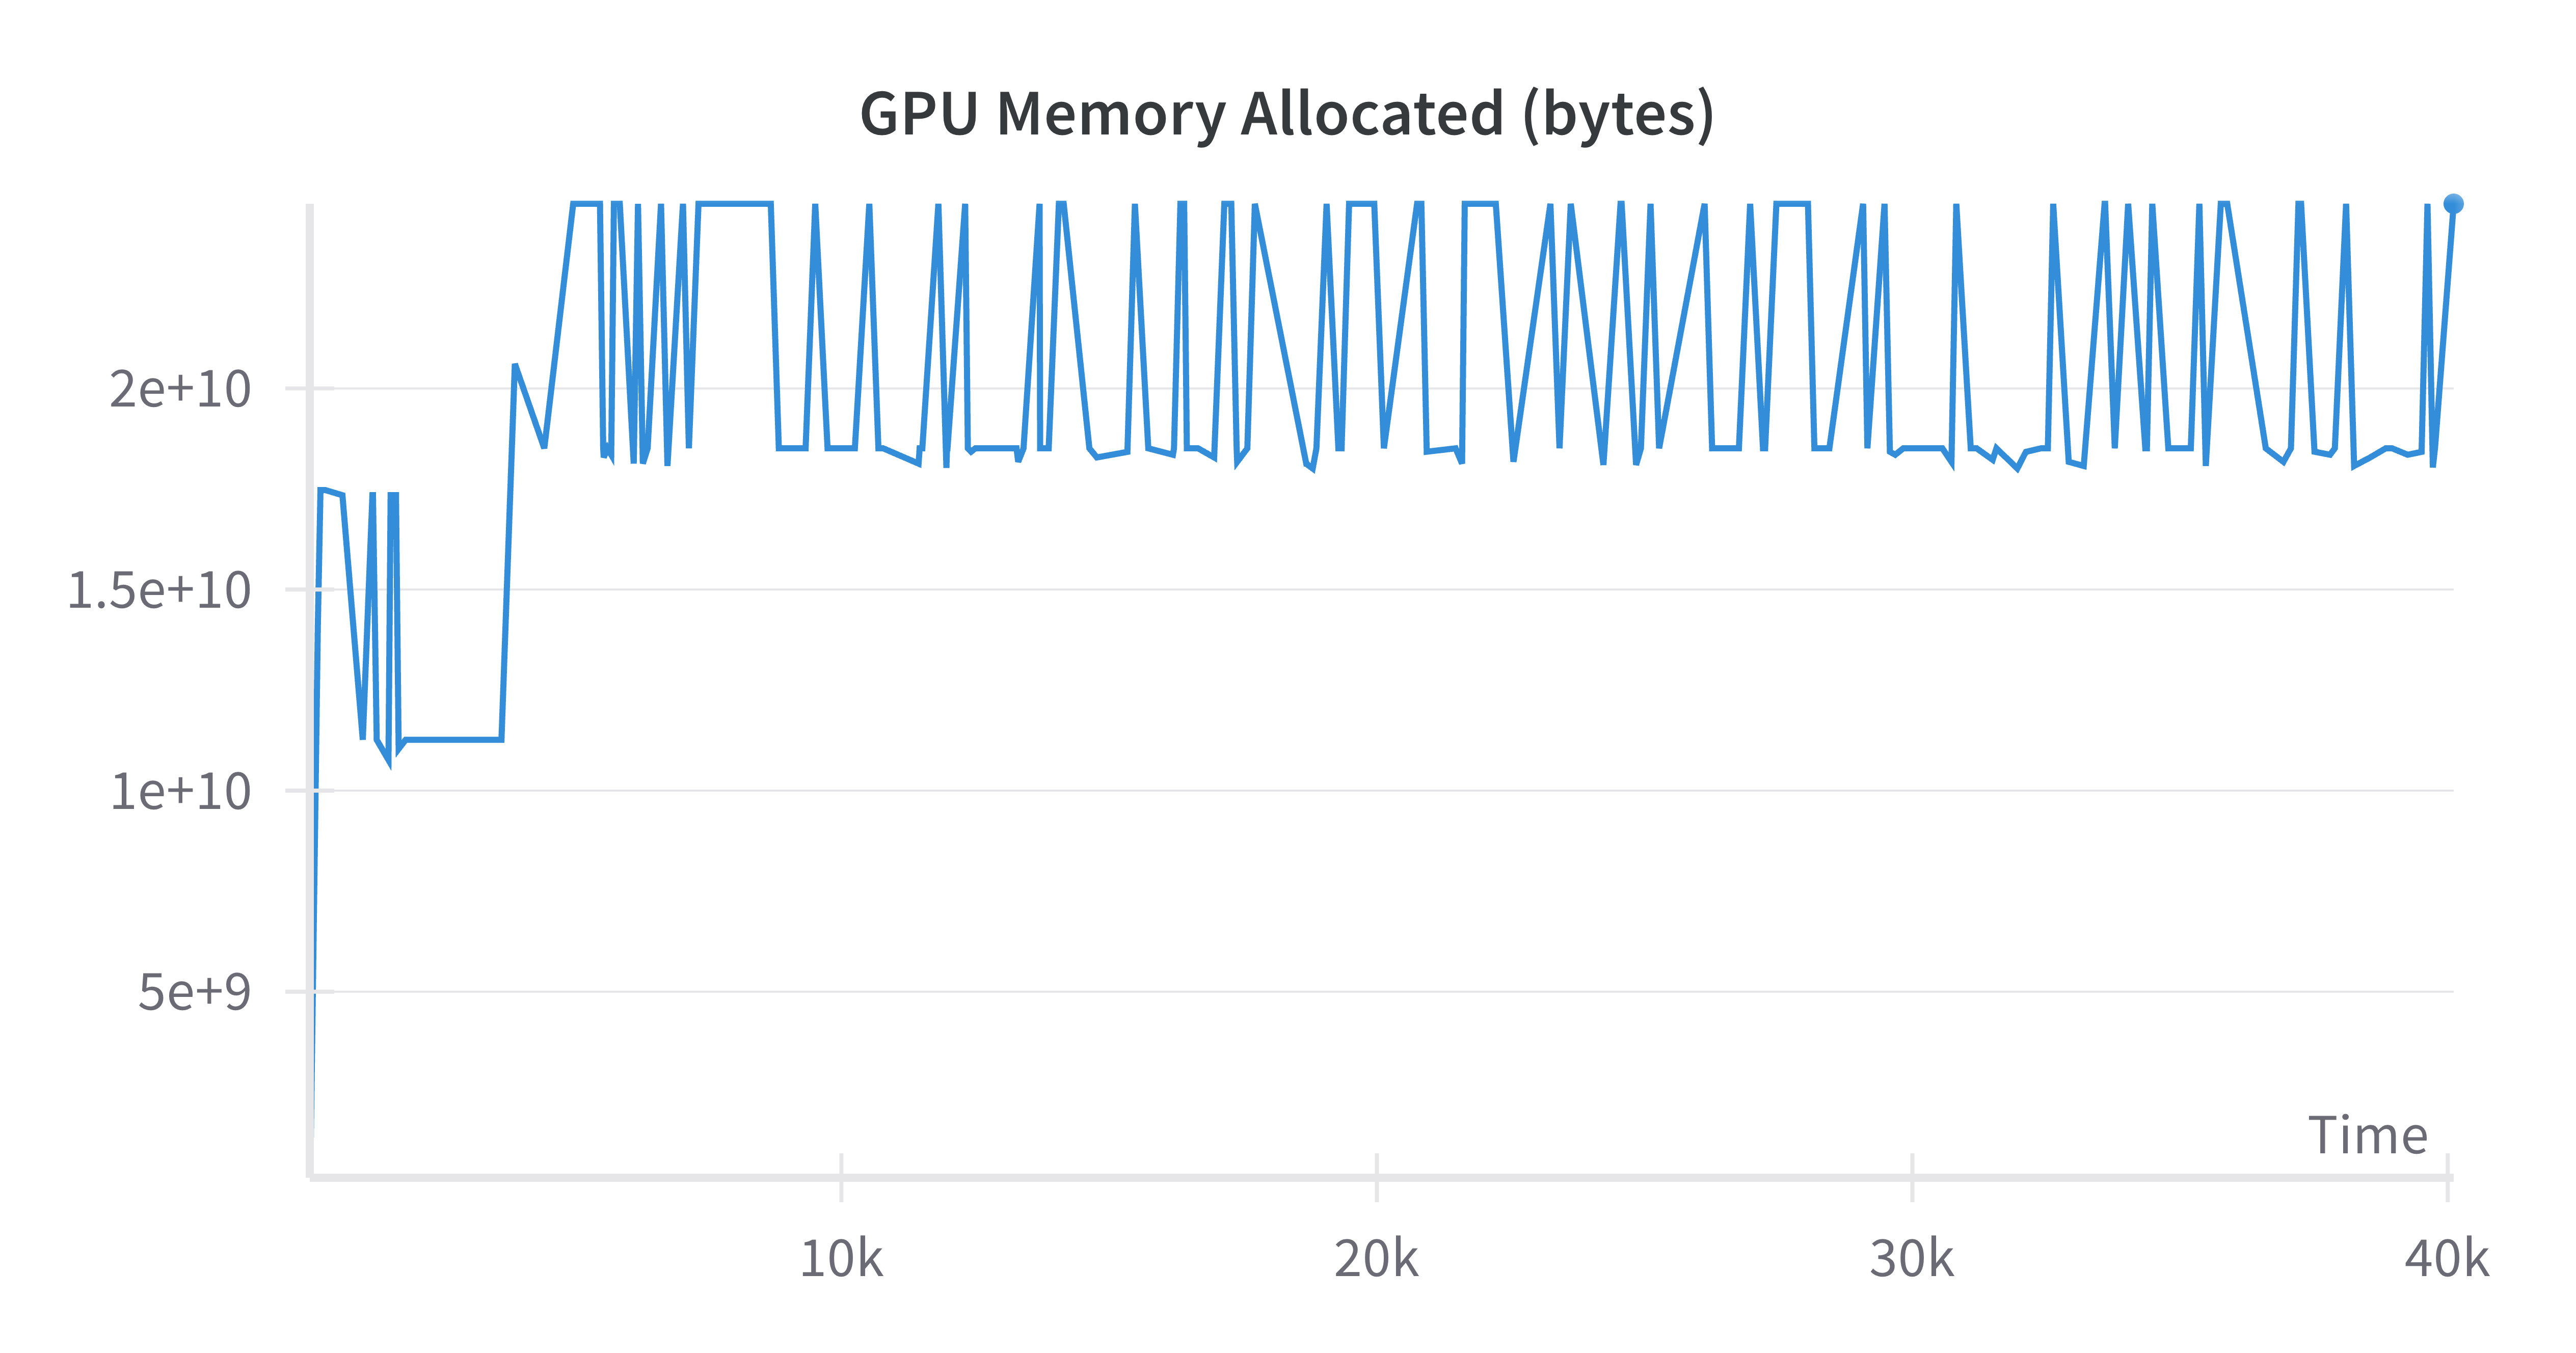 GPU Memory Allocated (bytes)
2e+10
1.5e+10
1e+10
5e+9
Time
10k 20k 30k 40k